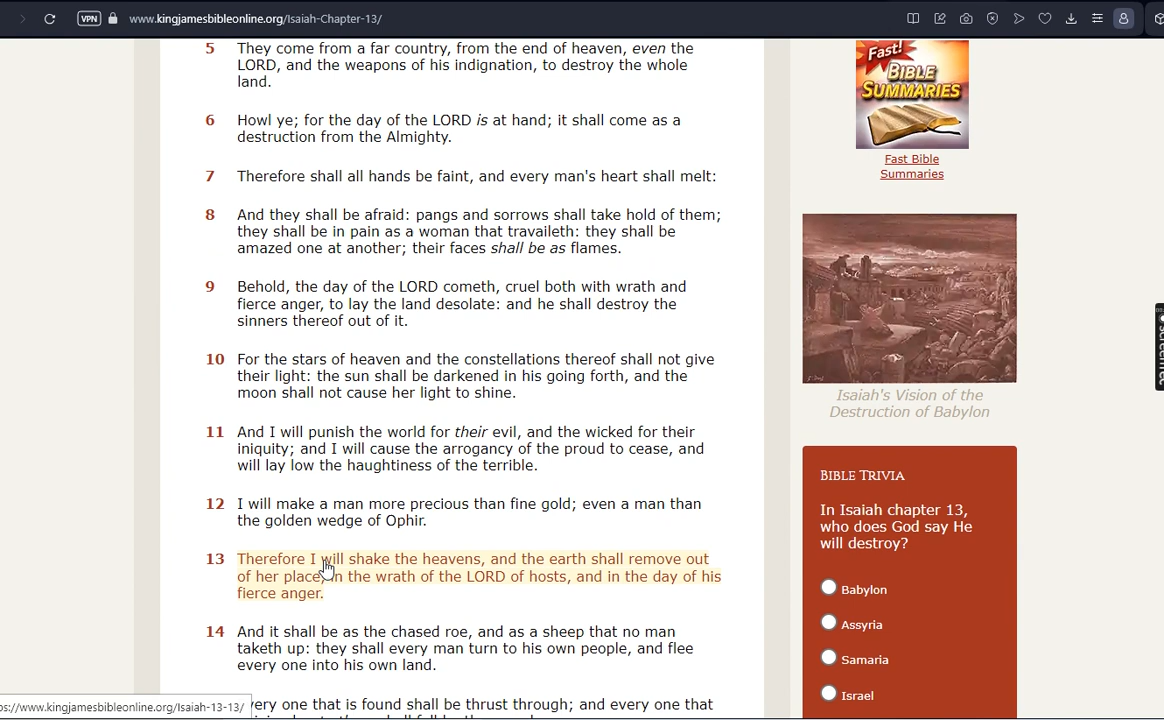 VPN
www.kingjamesbibleonline.org/Isaiah-Chapter-13/
5 They come from a far country, from the end of heaven, even the
LORD, and the weapons of his indignation, to destroy the whole
land.
6 Howl ye; for the day of the LORD is at hand; it shall come as a
destruction from the Almighty.
7 Therefore shall all hands be faint, and every man's heart shall melt:
8 And they shall be afraid: pangs and sorrows shall take hold of them;
they shall be in pain as a woman that travaileth: they shall be
amazed one at another; their faces shall be as flames.
9 Behold, the day of the LORD cometh, cruel both with wrath and
fierce anger, to lay the land desolate: and he shall destroy the
sinners thereof out of it.
10 For the stars of heaven and the constellations thereof shall not give
their light: the sun shall be darkened in his going forth, and the
moon shall not cause her light to shine.
11 And I will punish the world for their evil, and the wicked for their
iniquity; and I will cause the arrogancy of the proud to cease, and
will lay low the haughtiness of the terrible.
12 I will make a man more precious than fine gold; even a man than
the golden wedge of Ophir.
13 Therefore I will shake the heavens, and the earth shall remove out
of her place, in the wrath of the LORD of hosts, and in the day of his
fierce anger.
14 And it shall be as the chased roe, and as a sheep that no man
taketh up: they shall every man turn to his own people, and flee
every one into his own land.
very one that is found shall be thrust through; and every one that
ps://www.kingjamesbibleonline.org/Isaiah-13-13/
Fast!
BIBLE
SUMMARIES
Fast Bible
Summaries
Isaiah's Vision of the
Destruction of Babylon
BIBLE TRIVIA
In Isaiah chapter 13,
who does God say He
will destroy?
Babylon
Assyria
Samaria
Israel